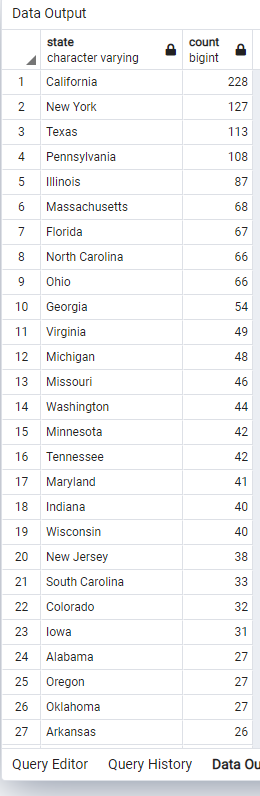 Data Output
state count
character varying bigint
1 California 228
2 New York 127
3 Texas 113
4 Pennsylvania 108
5 Illinois 87
6 Massachusetts 68
7 Florida 67
8 North Carolina 66
9 Ohio 66
10 Georgia 54
11 Virginia 49
12 Michigan 48
13 Missouri 46
14 Washington 44
15 Minnesota 42
16 Tennessee 42
17 Maryland 41
18 Indiana 40
19 Wisconsin 40
20 New Jersey 38
21 South Carolina 33
22 Colorado 32
23 Iowa 31
24 Alabama 27
25 Oregon 27
26 Oklahoma 27
27 Arkansas 26
Query Editor Query History Data Ou